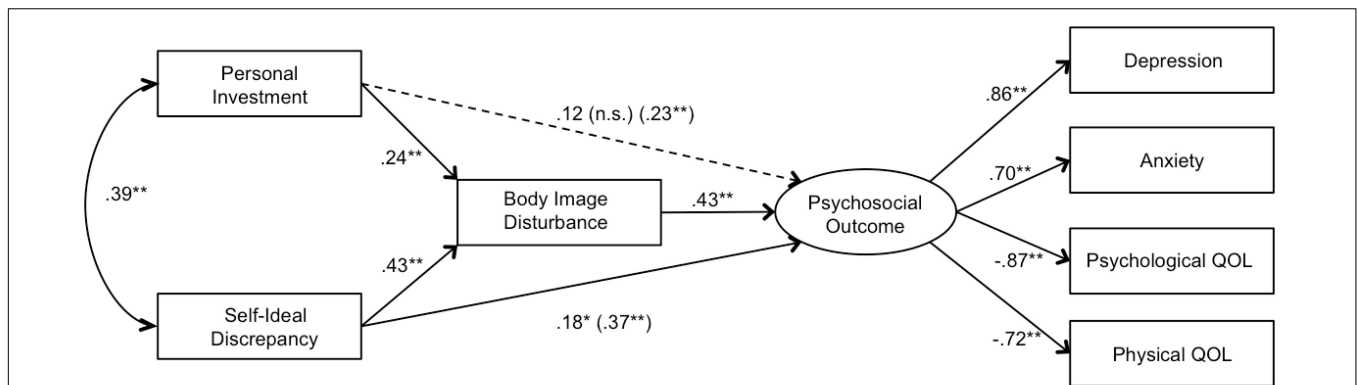 Personal
Investment
Depression
.86**
.12 (n.s.) (.23**)
.24**
Anxiety
.70**
.39**
Body Image
Disturbance
.43**
Psychosocial
Outcome
.43**
-.87**
Psychological QOL
Self-Ideal
Discrepancy
.18* (.37**)
-.72**
Physical QOL